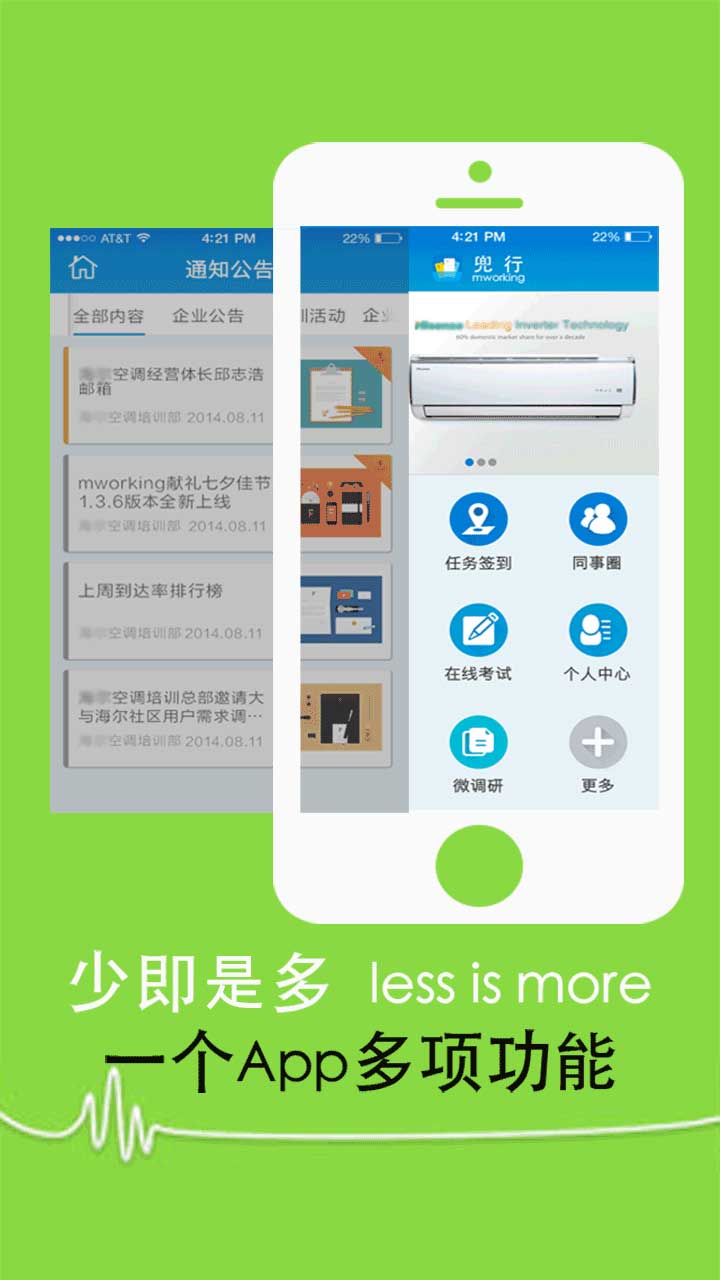 AT&T 4:21 PM 22%
通知公告
全部内容 企业公告 训活动 企业
空调经营体长邱志浩
邮箱
空调培训部 2014.08.11
mworking献礼七夕佳节
1.3.6版本全新上线
空调培训部 2014.08.11
上周到达率排行榜
空调培训部 2014.08.11
空调培训总部邀请大
与海尔社区用户需求调…
空调培训部 2014.08.11
4:21 PM 22%
兜行
mworking
Hisense Leading Inverter Technology
60% domestic market share for over a decade
任务签到 同事圈
在线考试 个人中心
微调研 更多
少即是多 less is more
一个App多项功能